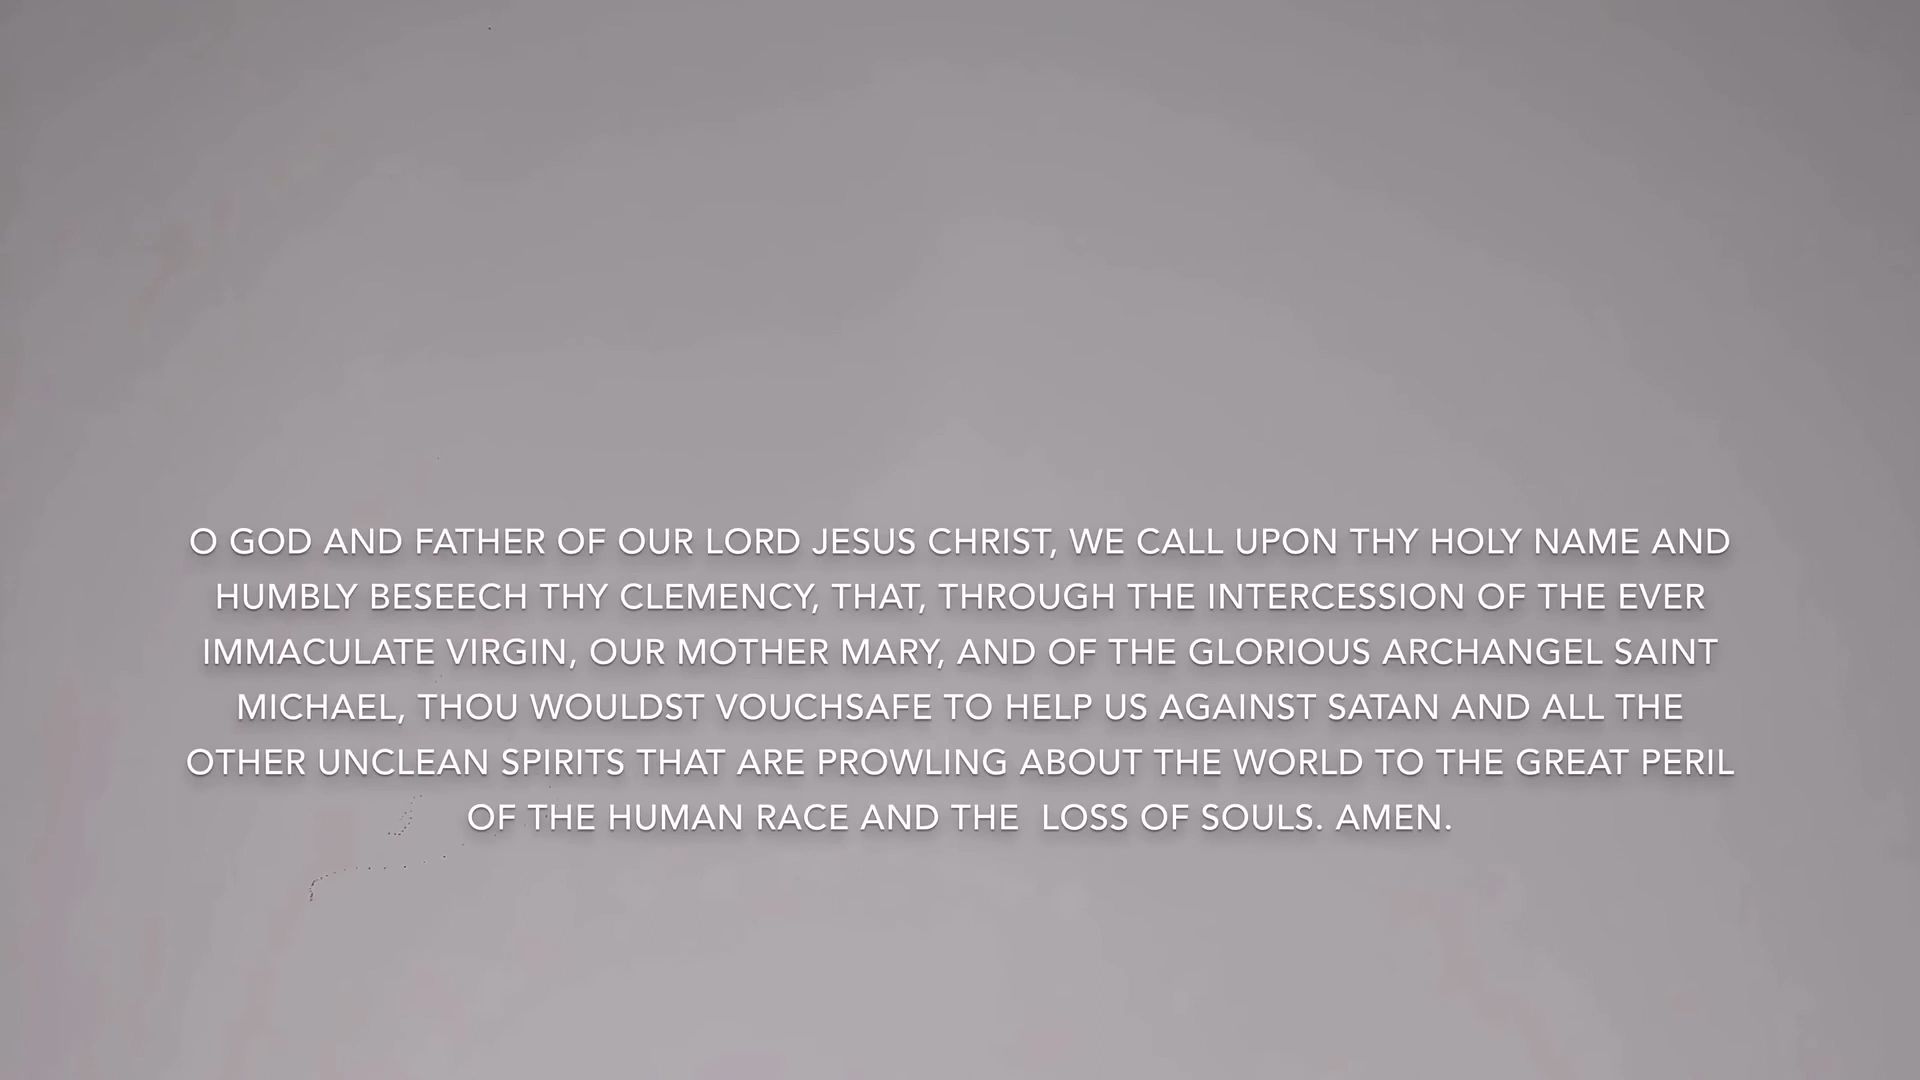 O GOD AND FATHER OF OUR LORD JESUS CHRIST, WE CALL UPON THY HOLY NAME AND
HUMBLY BESEECH THY CLEMENCY, THAT, THROUGH THE INTERCESSION OF THE EVER
IMMACULATE VIRGIN, OUR MOTHER MARY, AND OF THE GLORIOUS ARCHANGEL SAINT
MICHAEL, THOU WOULDST VOUCHSAFE TO HELP US AGAINST SATAN AND ALL THE
OTHER UNCLEAN SPIRITS THAT ARE PROWLING ABOUT THE WORLD TO THE GREAT PERIL
OF THE HUMAN RACE AND THE  LOSS OF SOULS. AMEN.